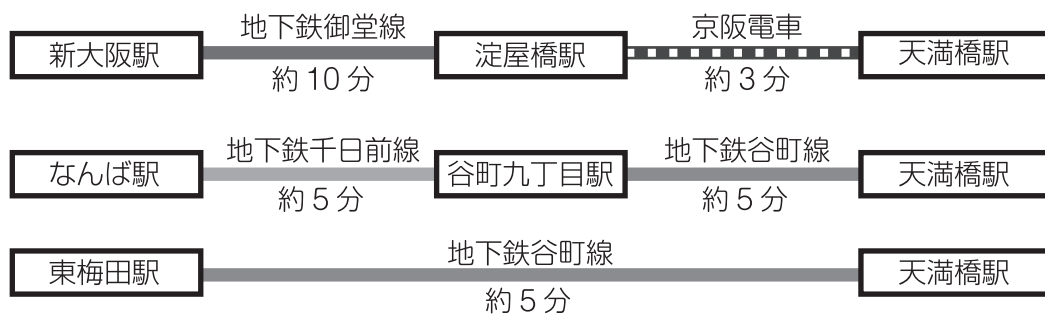 地下鉄御堂線 京阪電車
新大阪駅 淀屋橋駅 天満橋駅
約10分 約3分
地下鉄千日前線 地下鉄谷町線
なんば駅 谷町九丁目駅 天満橋駅
約5分 約5分
地下鉄谷町線
東梅田駅 天満橋駅
約5分